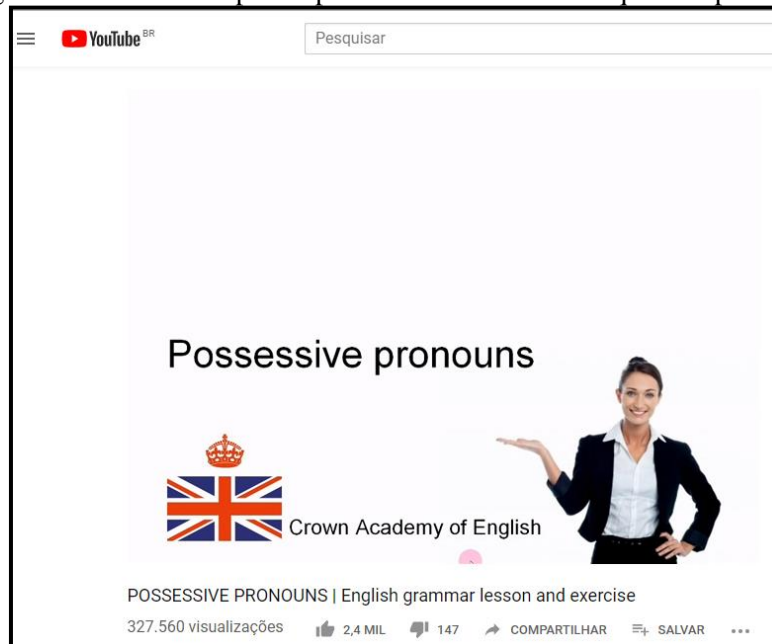 YouTube BR
Pesquisar
Possessive pronouns
Crown Academy of English
POSSESSIVE PRONOUNS | English grammar lesson and exercise
327.560 visualizações 2,4 MIL 147 COMPARTILHAR SALVAR